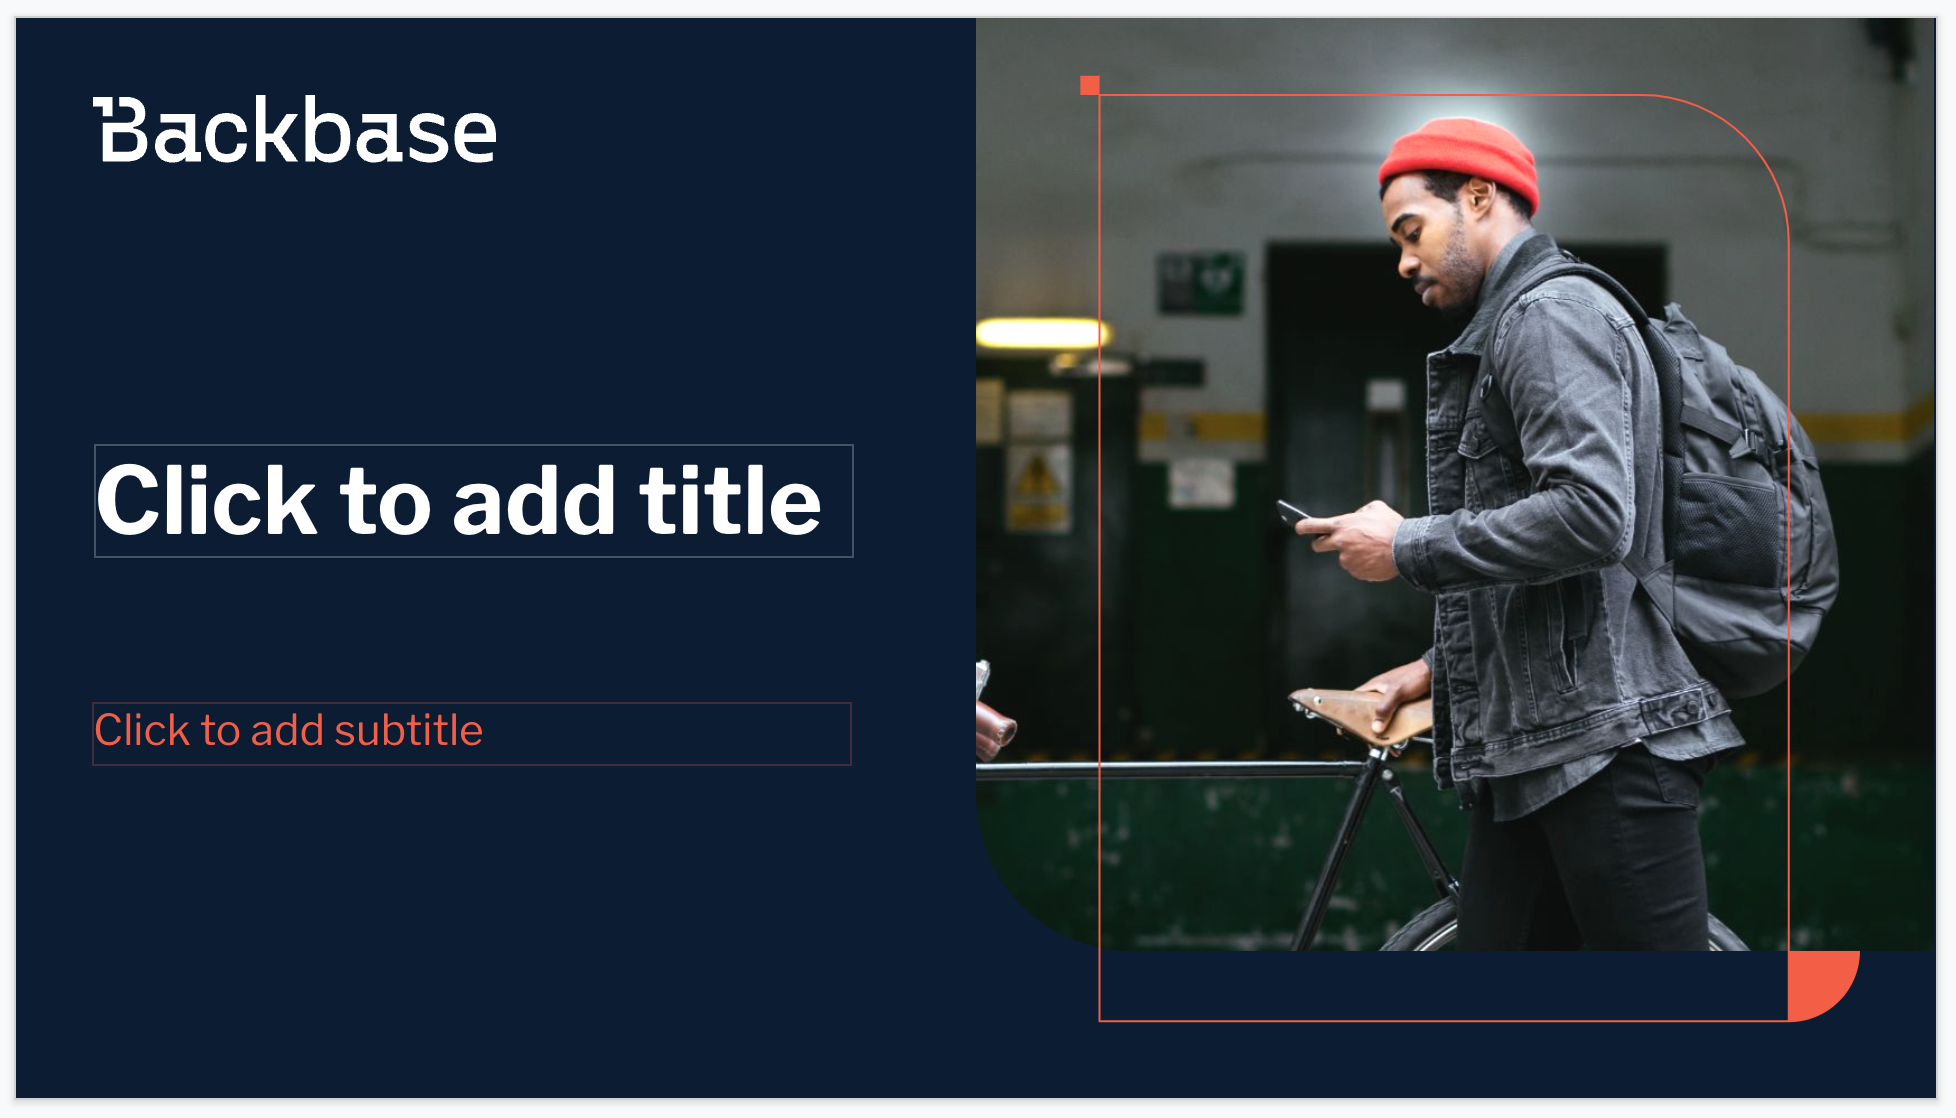 Backbase
Click to add title
Click to add subtitle